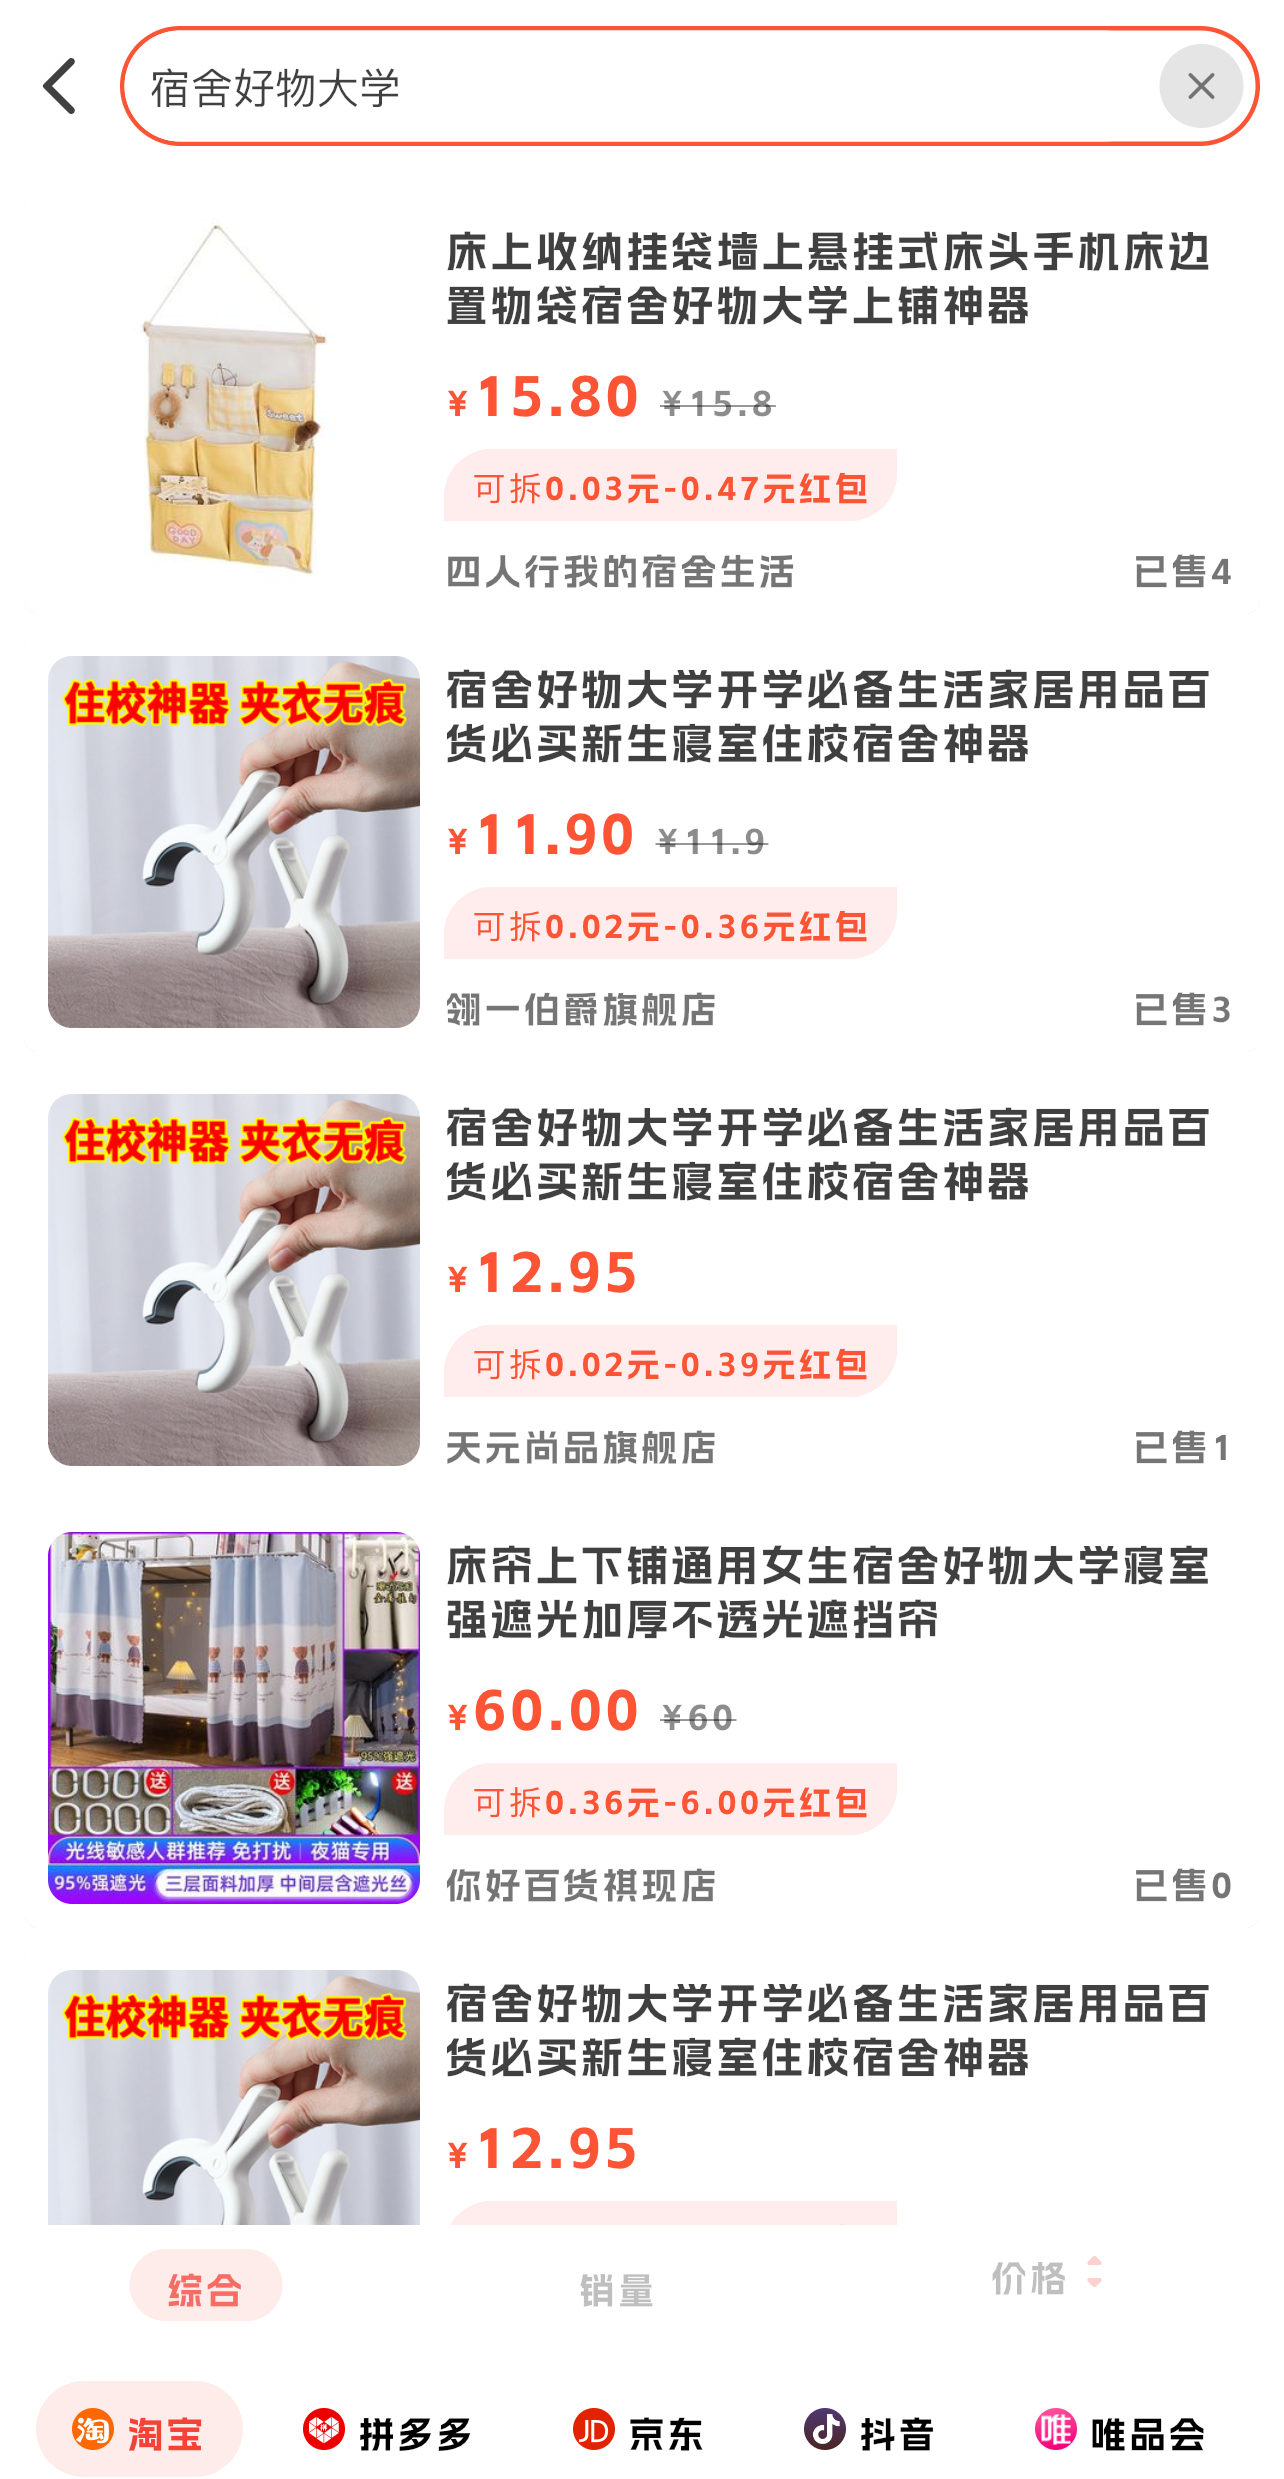 宿舍好物大学
床上收纳挂袋墙上悬挂式床头手机床边
置物袋宿舍好物大学上铺神器
¥15.80 ¥15.8
可拆0.03元-0.47元红包
四人行我的宿舍生活 已售4
sweet
GOOD
DAY
住校神器 夹衣无痕
宿舍好物大学开学必备生活家居用品百
货必买新生寝室住校宿舍神器
¥11.90 ¥11.9
可拆0.02元-0.36元红包
翎一伯爵旗舰店 已售3
住校神器 夹衣无痕
宿舍好物大学开学必备生活家居用品百
货必买新生寝室住校宿舍神器
¥12.95
可拆0.02元-0.39元红包
天元尚品旗舰店 已售1
床帘上下铺通用女生宿舍好物大学寝室
强遮光加厚不透光遮挡帘
¥60.00 ¥60
可拆0.36元-6.00元红包
你好百货祺现店 已售0
95%强遮光
送 送 送
光线敏感人群推荐 免打扰 | 夜猫专用
95%强遮光 三层面料加厚 中间层含遮光丝
住校神器 夹衣无痕
宿舍好物大学开学必备生活家居用品百
货必买新生寝室住校宿舍神器
¥12.95
综合 销量 价格
淘 淘宝 拼多多 JD 京东 抖音 唯 唯品会